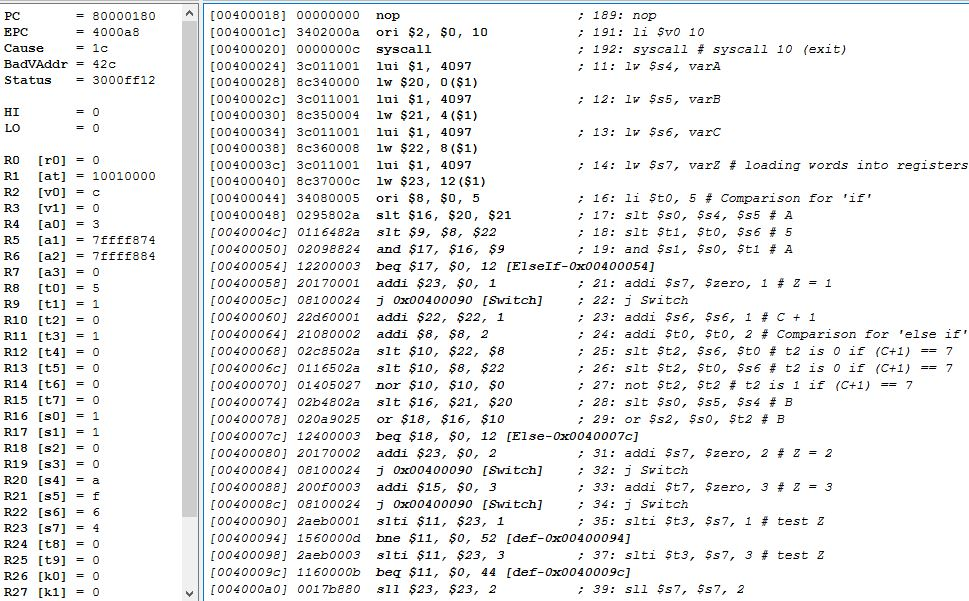 PC = 80000180
EPC = 4000a8
Cause = 1c
BadVAddr = 42c
Status = 3000ff12
HI = 0
LO = 0
R0 [r0] = 0
R1 [at] = 10010000
R2 [v0] = c
R3 [v1] = 0
R4 [a0] = 3
R5 [a1] = 7ffff874
R6 [a2] = 7ffff884
R7 [a3] = 0
R8 [t0] = 5
R9 [t1] = 1
R10 [t2] = 0
R11 [t3] = 1
R12 [t4] = 0
R13 [t5] = 0
R14 [t6] = 0
R15 [t7] = 0
R16 [s0] = 1
R17 [s1] = 1
R18 [s2] = 0
R19 [s3] = 0
R20 [s4] = a
R21 [s5] = f
R22 [s6] = 6
R23 [s7] = 4
R24 [t8] = 0
R25 [t9] = 0
R26 [k0] = 0
R27 [k1] = 0
[00400018] 00000000 nop ; 189: nop
[0040001c] 3402000a ori $2, $0, 10 ; 191: li $v0 10
[00400020] 0000000c syscall ; 192: syscall # syscall 10 (exit)
[00400024] 3c011001 lui $1, 4097 ; 11: lw $s4, varA
[00400028] 8c340000 lw $20, 0($1)
[0040002c] 3c011001 lui $1, 4097 ; 12: lw $s5, varB
[00400030] 8c350004 lw $21, 4($1)
[00400034] 3c011001 lui $1, 4097 ; 13: lw $s6, varC
[00400038] 8c360008 lw $22, 8($1)
[0040003c] 3c011001 lui $1, 4097 ; 14: lw $s7, varZ # loading words into registers
[00400040] 8c37000c lw $23, 12($1)
[00400044] 34080005 ori $8, $0, 5 ; 16: li $t0, 5 # Comparison for 'if'
[00400048] 0295802a slt $16, $20, $21 ; 17: slt $s0, $s4, $s5 # A
[0040004c] 0116482a slt $9, $8, $22 ; 18: slt $t1, $t0, $s6 # 5
[00400050] 02098824 and $17, $16, $9 ; 19: and $s1, $s0, $t1 # A
[00400054] 12200003 beq $17, $0, 12 [ElseIf-0x00400054]
[00400058] 20170001 addi $23, $0, 1 ; 21: addi $s7, $zero, 1 # Z = 1
[0040005c] 08100024 j 0x00400090 [Switch] ; 22: j Switch
[00400060] 22d60001 addi $22, $22, 1 ; 23: addi $s6, $s6, 1 # C + 1
[00400064] 21080002 addi $8, $8, 2 ; 24: addi $t0, $t0, 2 # Comparison for 'else if'
[00400068] 02c8502a slt $10, $22, $8 ; 25: slt $t2, $s6, $t0 # t2 is 0 if (C+1) == 7
[0040006c] 0116502a slt $10, $8, $22 ; 26: slt $t2, $t0, $s6 # t2 is 0 if (C+1) == 7
[00400070] 01405027 nor $10, $10, $0 ; 27: not $t2, $t2 # t2 is 1 if (C+1) == 7
[00400074] 02b4802a slt $16, $21, $20 ; 28: slt $s0, $s5, $s4 # B
[00400078] 020a9025 or $18, $16, $10 ; 29: or $s2, $s0, $t2 # B
[0040007c] 12400003 beq $18, $0, 12 [Else-0x0040007c]
[00400080] 20170002 addi $23, $0, 2 ; 31: addi $s7, $zero, 2 # Z = 2
[00400084] 08100024 j 0x00400090 [Switch] ; 32: j Switch
[00400088] 200f0003 addi $15, $0, 3 ; 33: addi $t7, $zero, 3 # Z = 3
[0040008c] 08100024 j 0x00400090 [Switch] ; 34: j Switch
[00400090] 2aeb0001 slti $11, $23, 1 ; 35: slti $t3, $s7, 1 # test Z
[00400094] 1560000d bne $11, $0, 52 [def-0x00400094]
[00400098] 2aeb0003 slti $11, $23, 3 ; 37: slti $t3, $s7, 3 # test Z
[0040009c] 1160000b beq $11, $0, 44 [def-0x0040009c]
[004000a0] 0017b880 sll $23, $23, 2 ; 39: sll $s7, $s7, 2